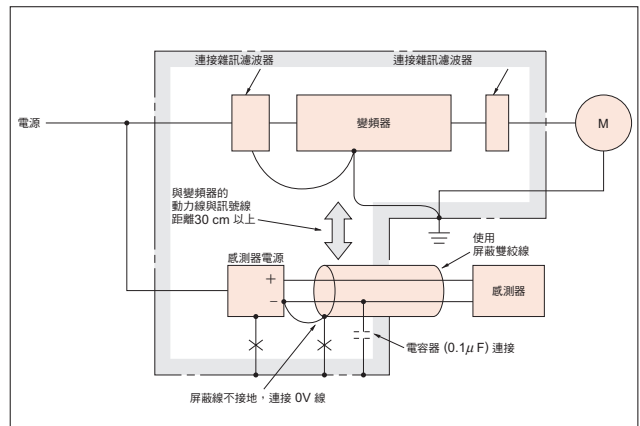 連接雜訊濾波器
連接雜訊濾波器
電源
變頻器
M
與變頻器的
動力線與訊號線
距離30 cm 以上
使用
屏蔽雙絞線
感測器電源
+
−
感測器
電容器 (0.1μ F) 連接
屏蔽線不接地，連接 0V 線